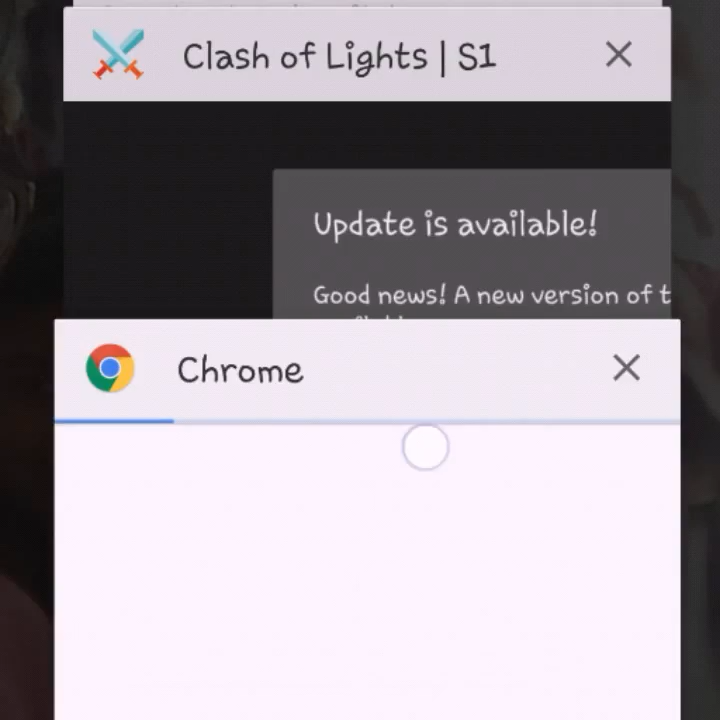 Clash of Lights | S1
Update is available!
Good news! A new version of t
Chrome